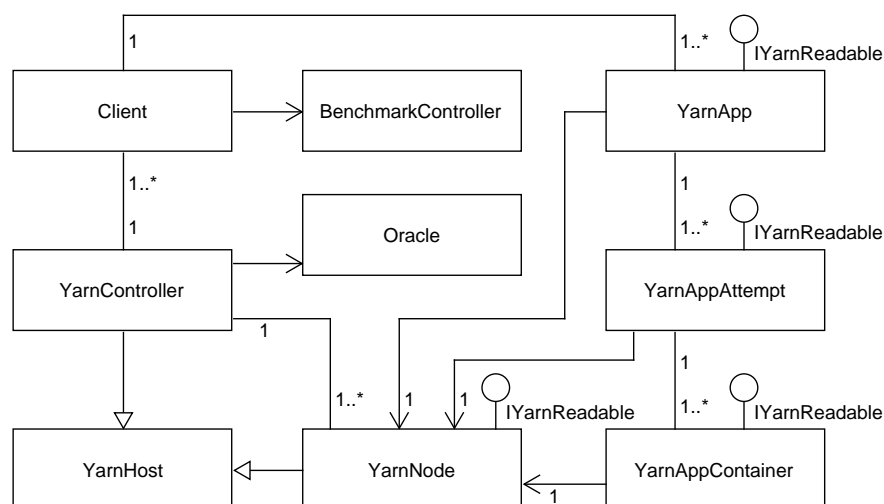 1
1..*
IYarnReadable
Client
BenchmarkController
YarnApp
1..*
1
1
1..*
IYarnReadable
Oracle
YarnController
YarnAppAttempt
1
1
1..*
1
1
1..*
IYarnReadable
IYarnReadable
YarnHost
YarnNode
YarnAppContainer
1